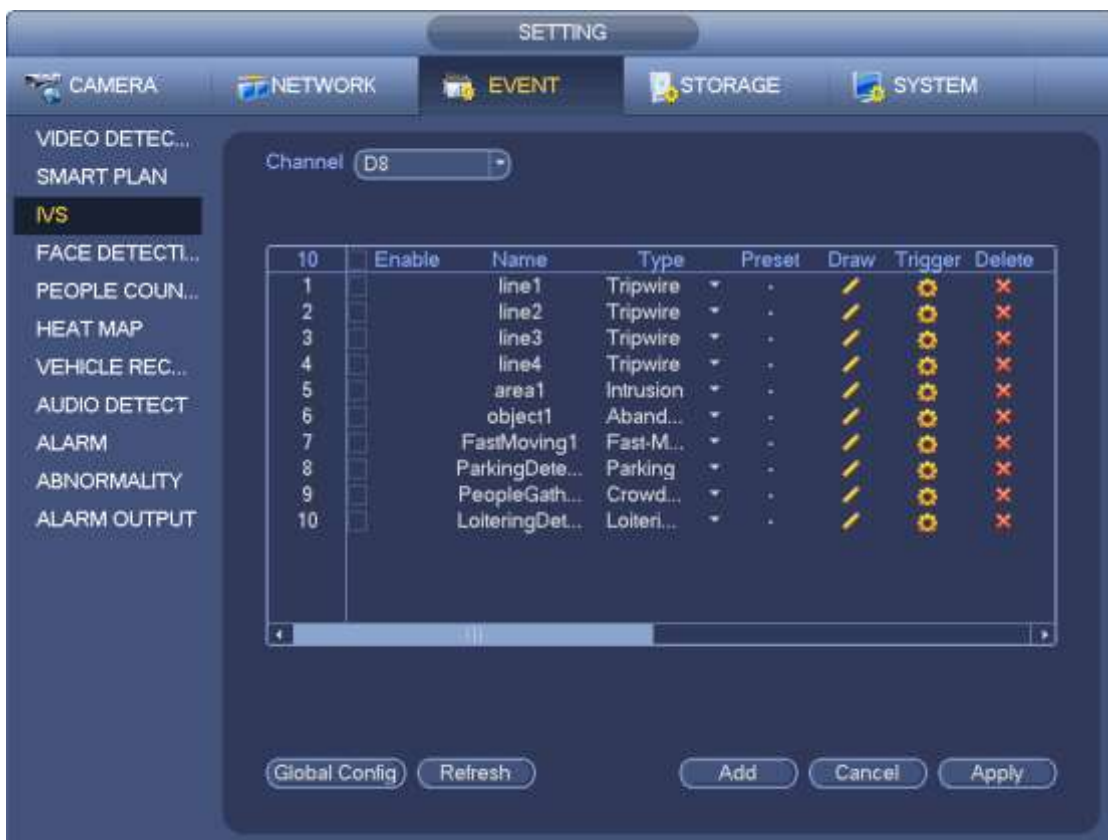 SETTING
CAMERA NETWORK EVENT STORAGE SYSTEM
VIDEO DETEC...
SMART PLAN
IVS
FACE DETECTI...
PEOPLE COUN...
HEAT MAP
VEHICLE REC...
AUDIO DETECT
ALARM
ABNORMALITY
ALARM OUTPUT
Channel D8
10 Enable Name Type Preset Draw Trigger Delete
1 line1 Tripwire -
2 line2 Tripwire -
3 line3 Tripwire -
4 line4 Tripwire -
5 area1 Intrusion -
6 object1 Aband... -
7 FastMoving1 Fast-M... -
8 ParkingDete... Parking -
9 PeopleGath... Crowd... -
10 LoiteringDet... Loiteri... -
Global Config Refresh Add Cancel Apply